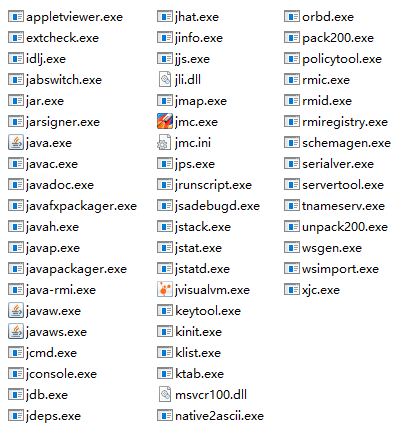 appletviewer.exe
extcheck.exe
idlj.exe
jabswitch.exe
jar.exe
jarsigner.exe
java.exe
javac.exe
javadoc.exe
javafxpackager.exe
javah.exe
javap.exe
javapackager.exe
java-rmi.exe
javaw.exe
javaws.exe
jcmd.exe
jconsole.exe
jdb.exe
jdeps.exe
jhat.exe
jinfo.exe
jjs.exe
jli.dll
jmap.exe
jmc.exe
jmc.ini
jps.exe
jrunscript.exe
jsadebugd.exe
jstack.exe
jstat.exe
jstatd.exe
jvisualvm.exe
keytool.exe
kinit.exe
klist.exe
ktab.exe
msvcr100.dll
native2ascii.exe
orbd.exe
pack200.exe
policytool.exe
rmic.exe
rmid.exe
rmiregistry.exe
schemagen.exe
serialver.exe
servertool.exe
tnameserv.exe
unpack200.exe
wsgen.exe
wsimport.exe
xjc.exe